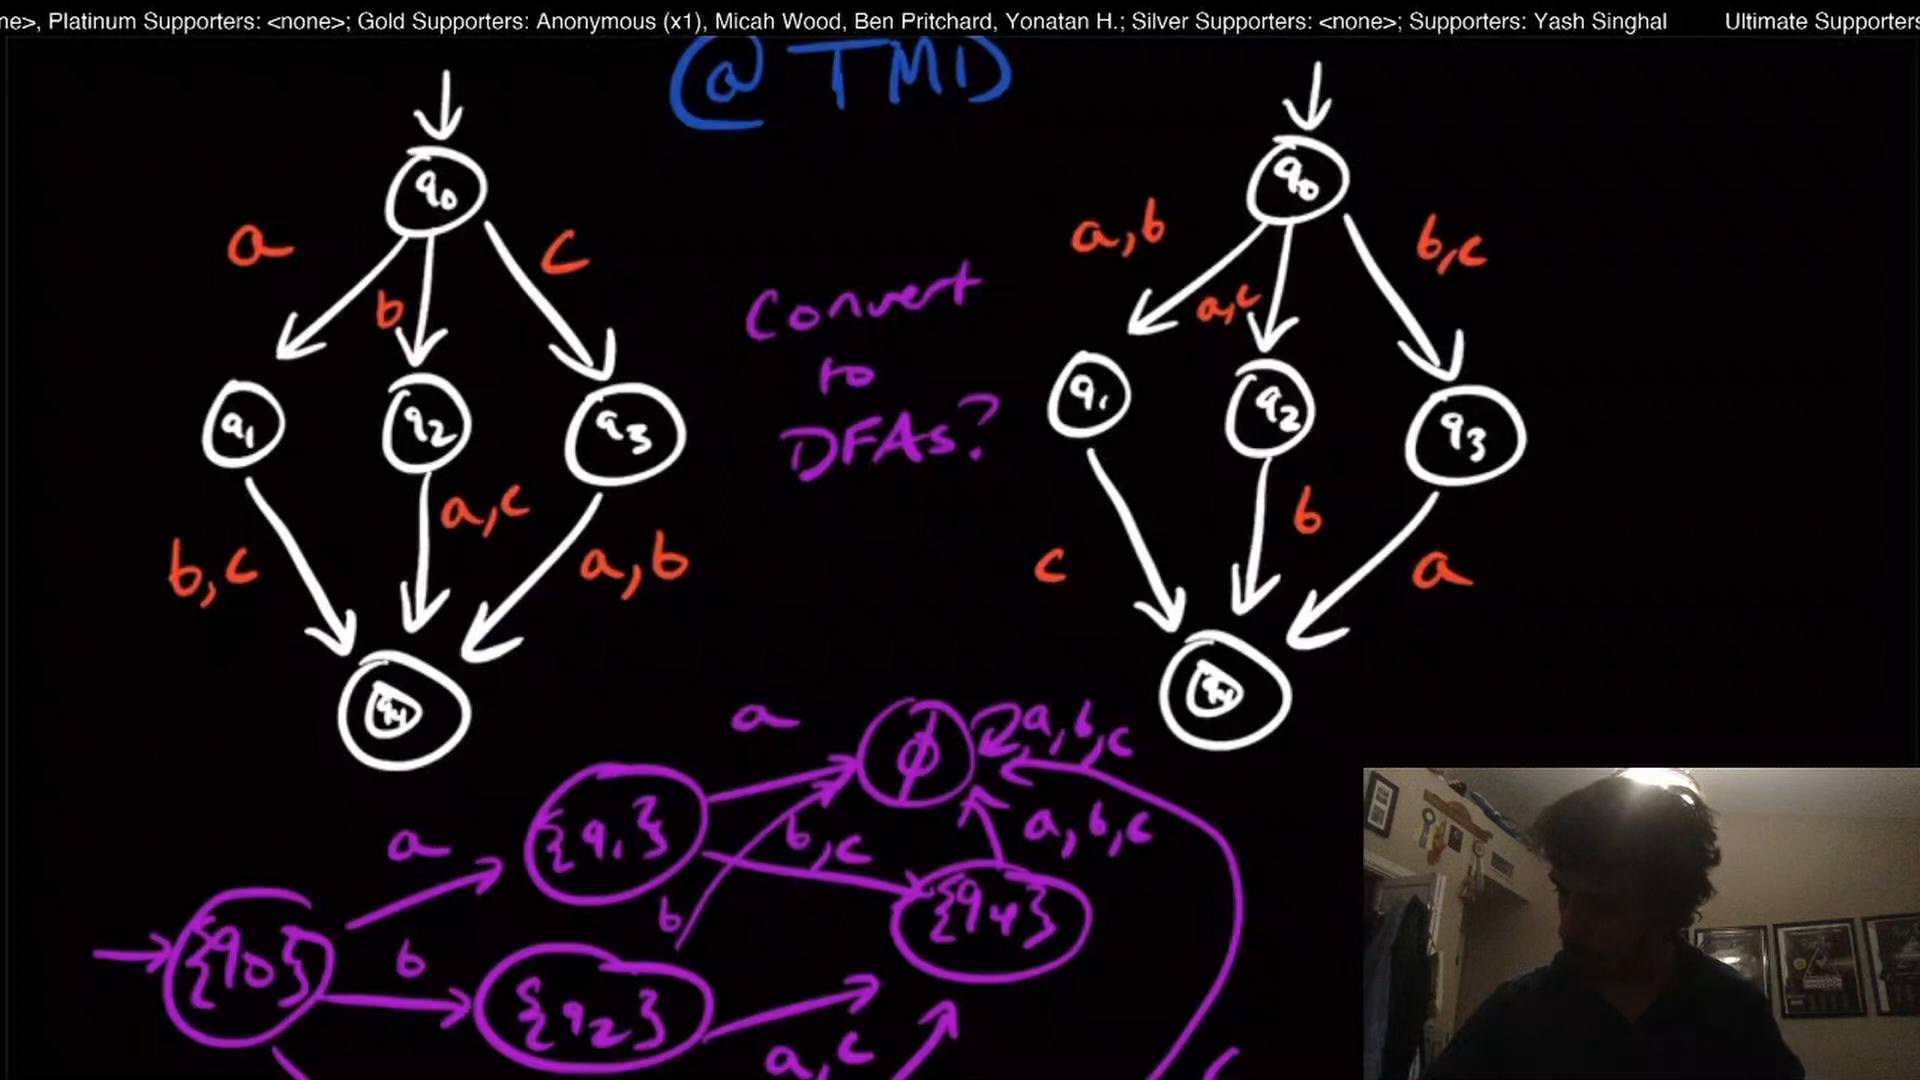 ne>, Platinum Supporters: <none>; Gold Supporters: Anonymous (x1), Micah Wood, Ben Pritchard, Yonatan H.; Silver Supporters: <none>; Supporters: Yash Singhal Ultimate Supporters
@TMD
q0 q0
a b c a,b a,c b,c
Convert
to
DFAs?
q1 q2 q3 q1 q2 q3
b,c a,c a,b c b a
q4 q4
a ϕ a,b,c
a {q1} b,c a,b,c
{q0} b b {q4}
{q2} a,c c